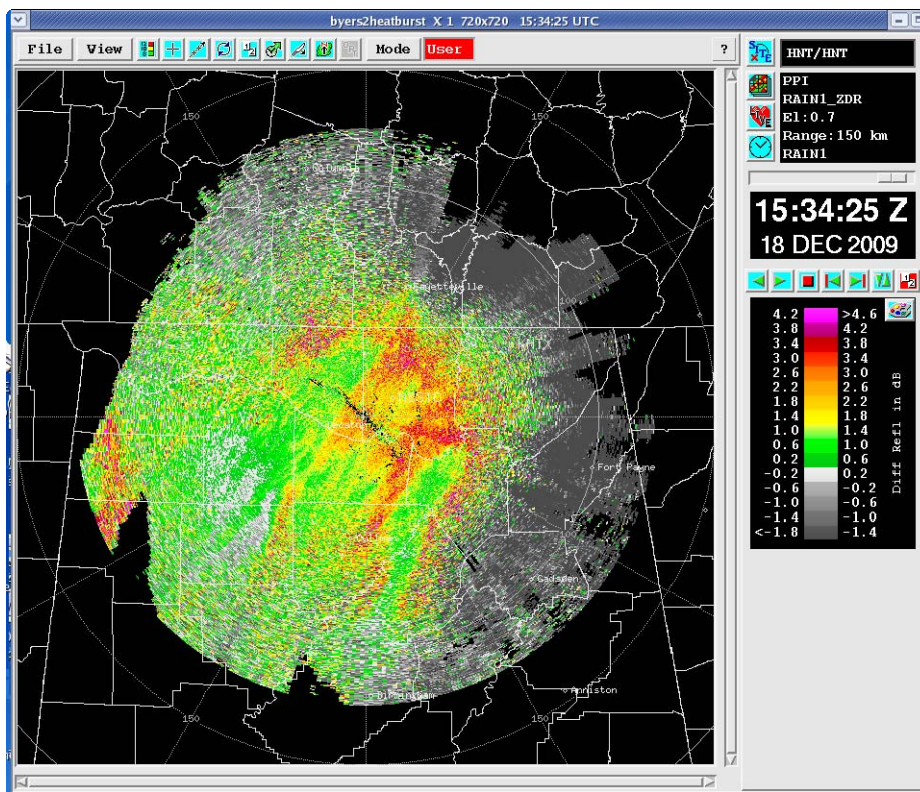 byers2heatburst X 1 720x720 15:34:25 UTC
File View Mode User ?
HNT/HNT
PPI
RAIN1_ZDR
El:0.7
Range:150 km
RAIN1
15:34:25 Z
18 DEC 2009
4.2 >4.6
3.8 4.2
3.4 3.8
3.0 3.4
2.6 3.0
2.2 2.6
1.8 2.2
1.4 1.8
1.0 1.4
0.6 1.0
0.2 0.6
-0.2 0.2
-0.6 -0.2
-1.0 -0.6
-1.4 -1.0
<-1.8 -1.4
Diff Refl in dB
150
150
Fayetteville
Fort Payne
Gadsden
Anniston
Birmingham
150
150